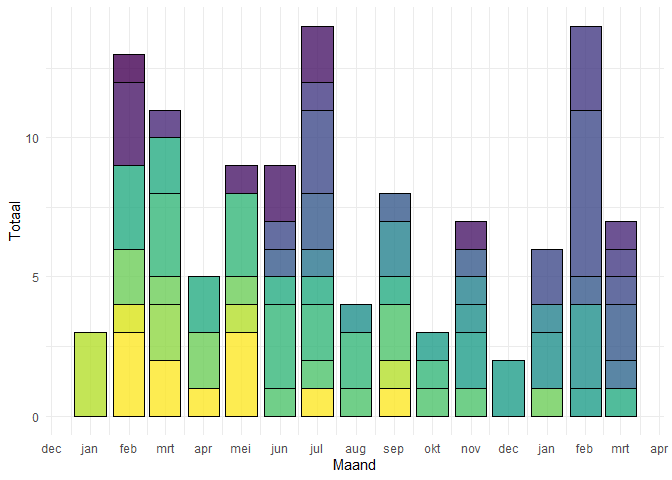 Totaal
10
5
0
dec jan feb mrt apr mei jun jul aug sep okt nov dec jan feb mrt apr
Maand